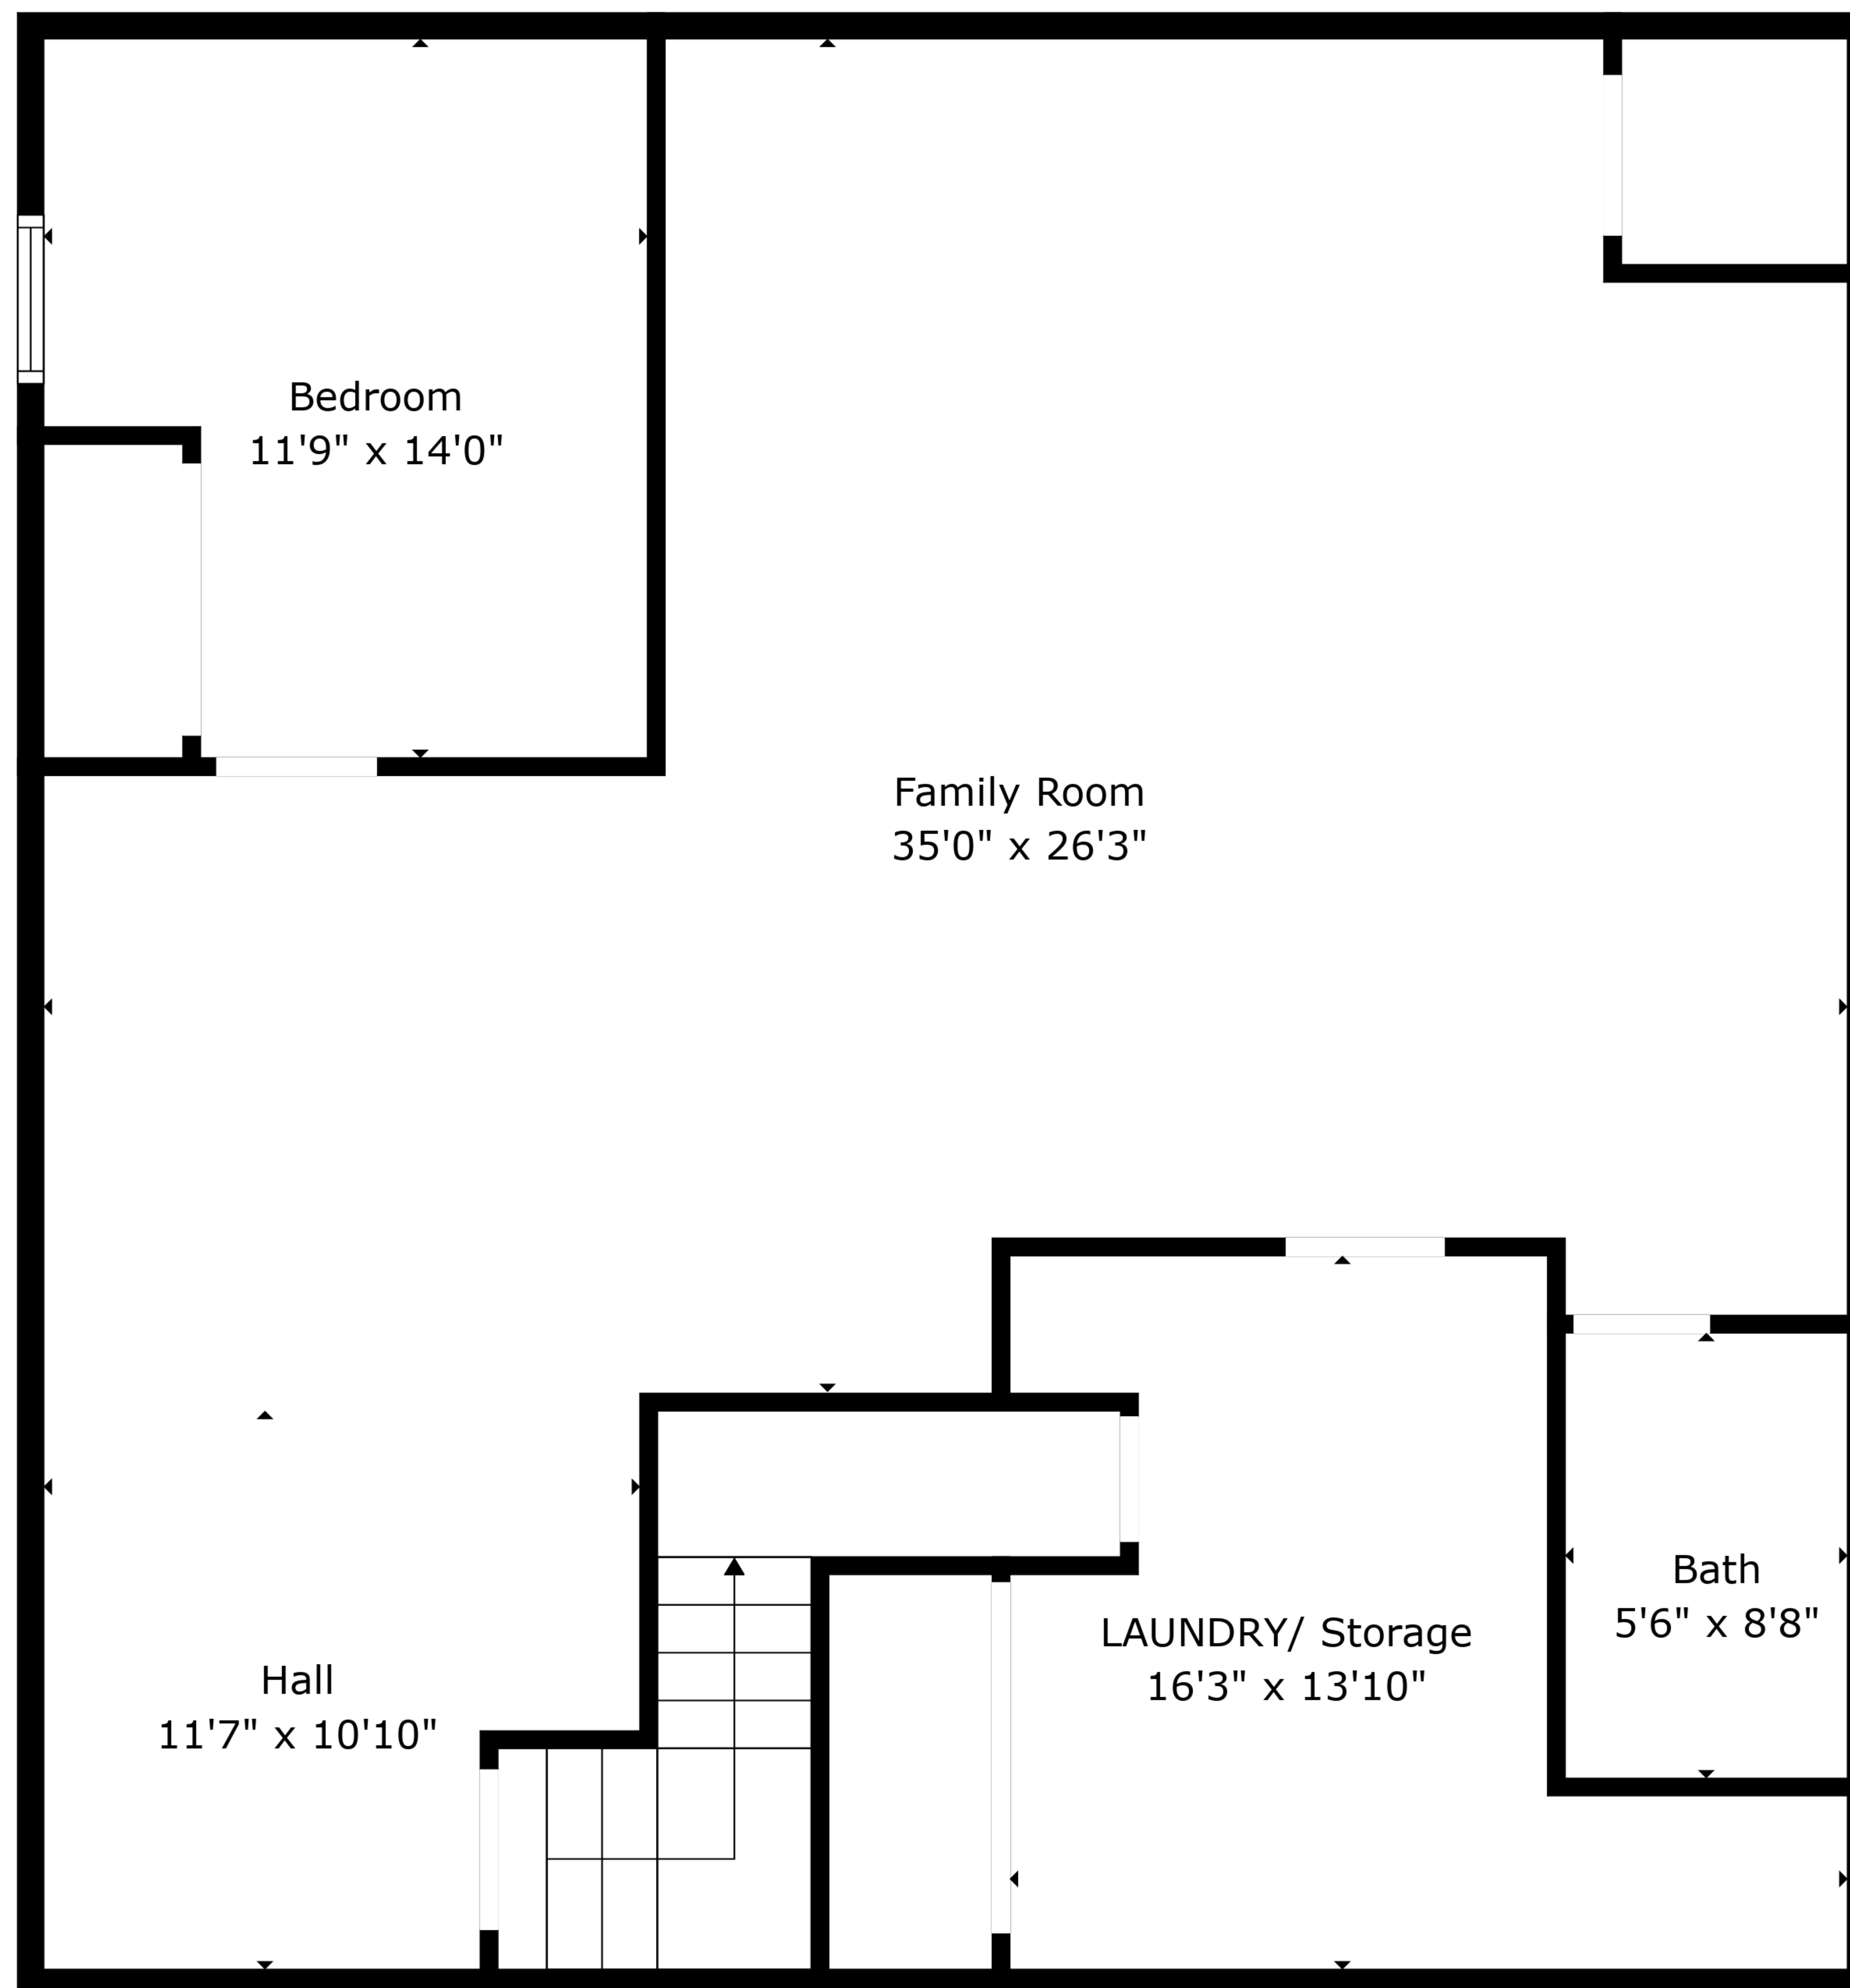 Bedroom
11'9" x 14'0"
Family Room
35'0" x 26'3"
Bath
5'6" x 8'8"
LAUNDRY/ Storage
16'3" x 13'10"
Hall
11'7" x 10'10"